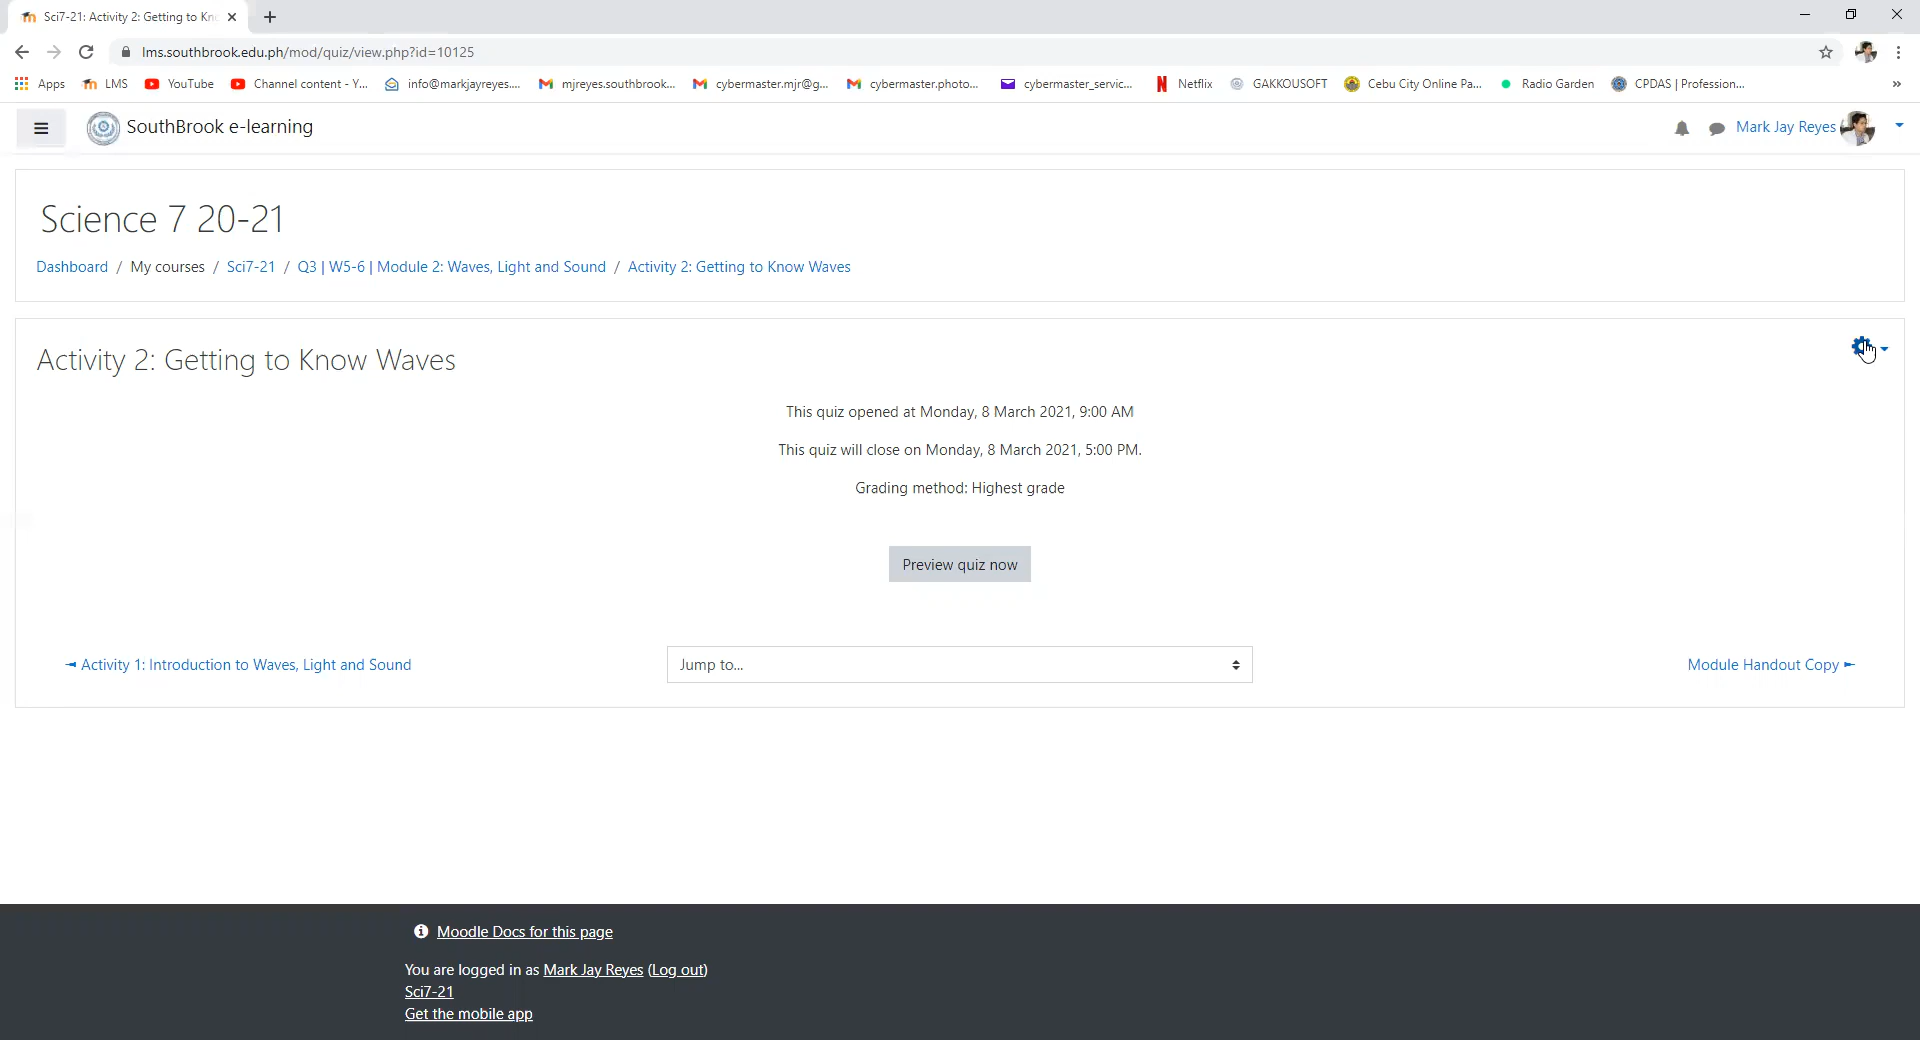 Sci7-21: Activity 2: Getting to Kn
lms.southbrook.edu.ph/mod/quiz/view.php?id=10125
Apps LMS YouTube Channel content - Y... info@markjayreyes.... mjreyes.southbrook... cybermaster.mjr@g... cybermaster.photo... cybermaster_servic... Netflix GAKKOUSOFT Cebu City Online Pa... Radio Garden CPDAS | Profession... »
SouthBrook e-learning Mark Jay Reyes
Science 7 20-21
Dashboard / My courses / Sci7-21 / Q3 | W5-6 | Module 2: Waves, Light and Sound / Activity 2: Getting to Know Waves
Activity 2: Getting to Know Waves
This quiz opened at Monday, 8 March 2021, 9:00 AM
This quiz will close on Monday, 8 March 2021, 5:00 PM.
Grading method: Highest grade
Preview quiz now
◄ Activity 1: Introduction to Waves, Light and Sound Jump to... Module Handout Copy ►
Moodle Docs for this page
You are logged in as Mark Jay Reyes (Log out)
Sci7-21
Get the mobile app